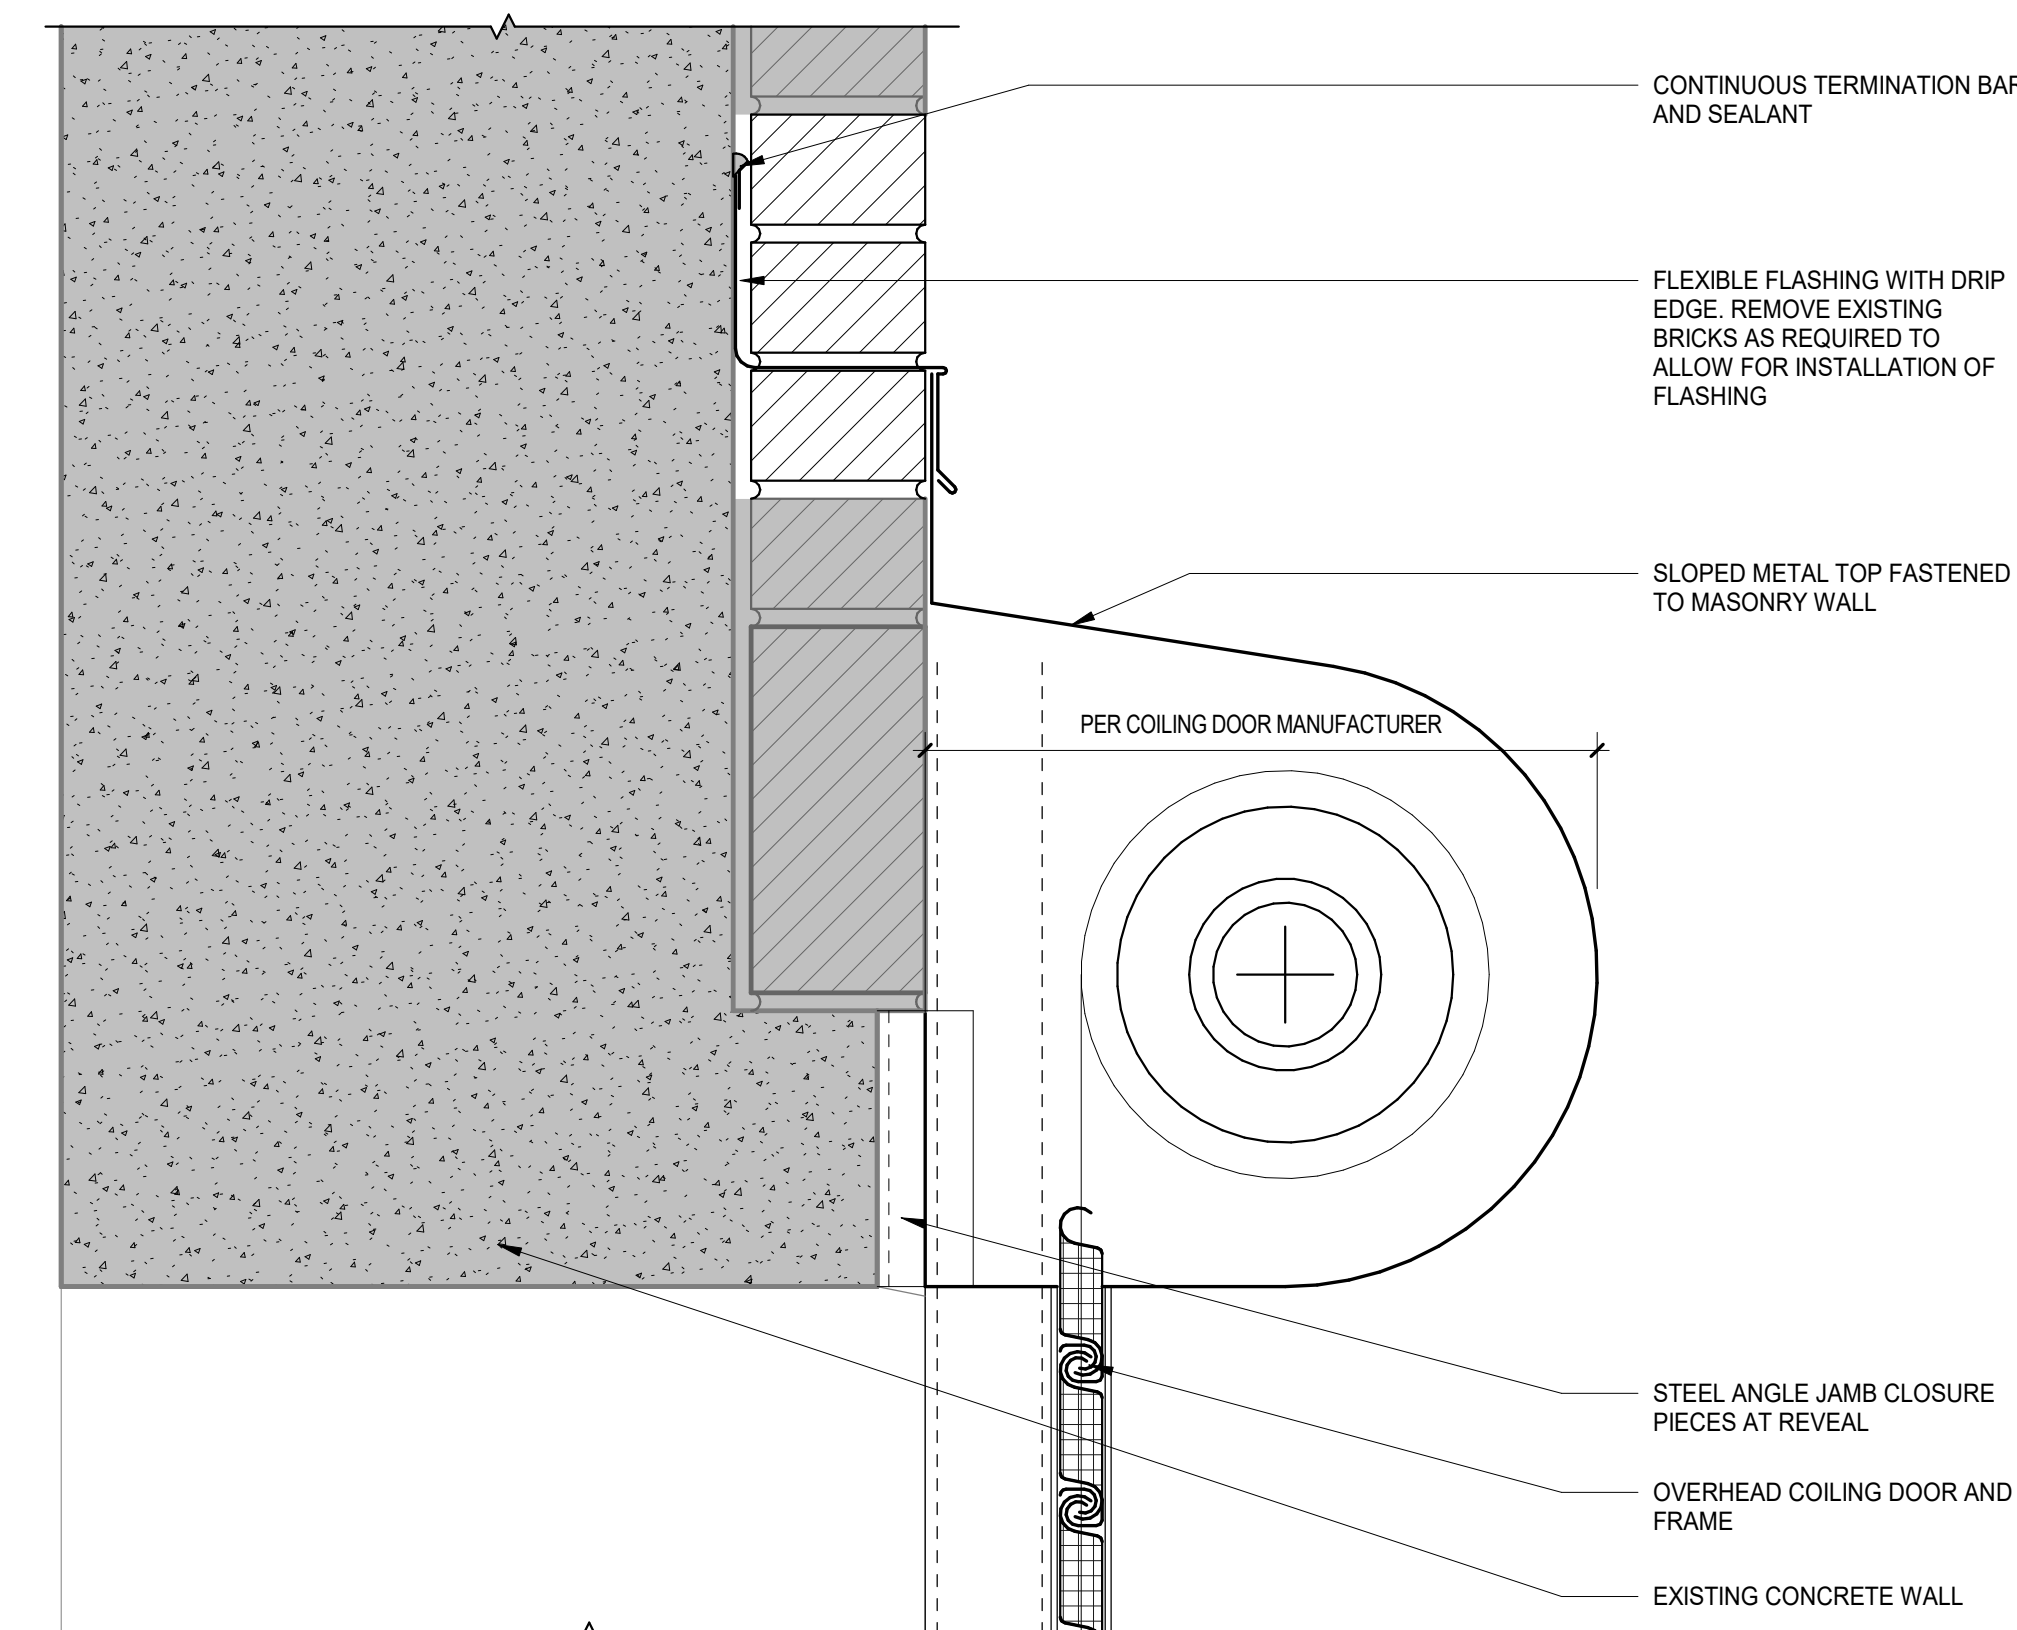 CONTINUOUS TERMINATION BAR
AND SEALANT
FLEXIBLE FLASHING WITH DRIP
EDGE. REMOVE EXISTING
BRICKS AS REQUIRED TO
ALLOW FOR INSTALLATION OF
FLASHING
SLOPED METAL TOP FASTENED
TO MASONRY WALL
PER COILING DOOR MANUFACTURER
STEEL ANGLE JAMB CLOSURE
PIECES AT REVEAL
OVERHEAD COILING DOOR AND
FRAME
EXISTING CONCRETE WALL